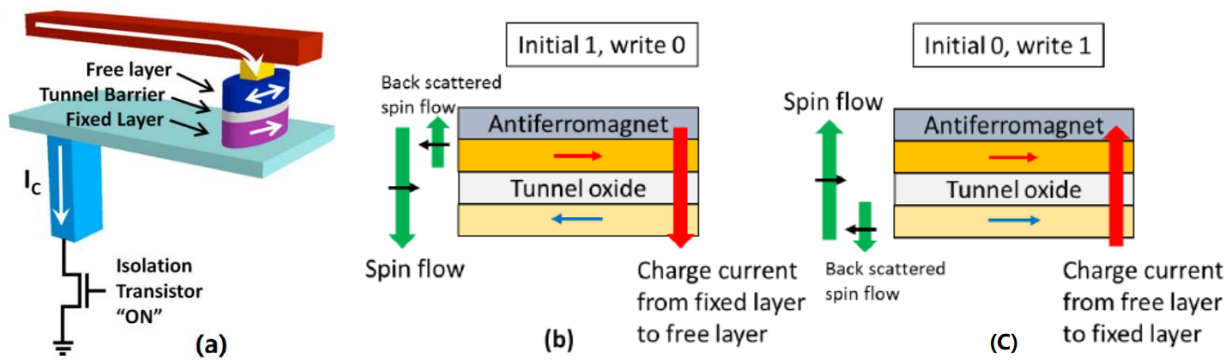 Free layer
Tunnel Barrier
Fixed Layer
I_C
Isolation
Transistor
"ON"
(a)
Initial 1, write 0
Back scattered
spin flow
Antiferromagnet
Tunnel oxide
Spin flow
Charge current
from fixed layer
to free layer
(b)
Initial 0, write 1
Spin flow
Antiferromagnet
Tunnel oxide
Back scattered
spin flow
Charge current
from free layer
to fixed layer
(C)